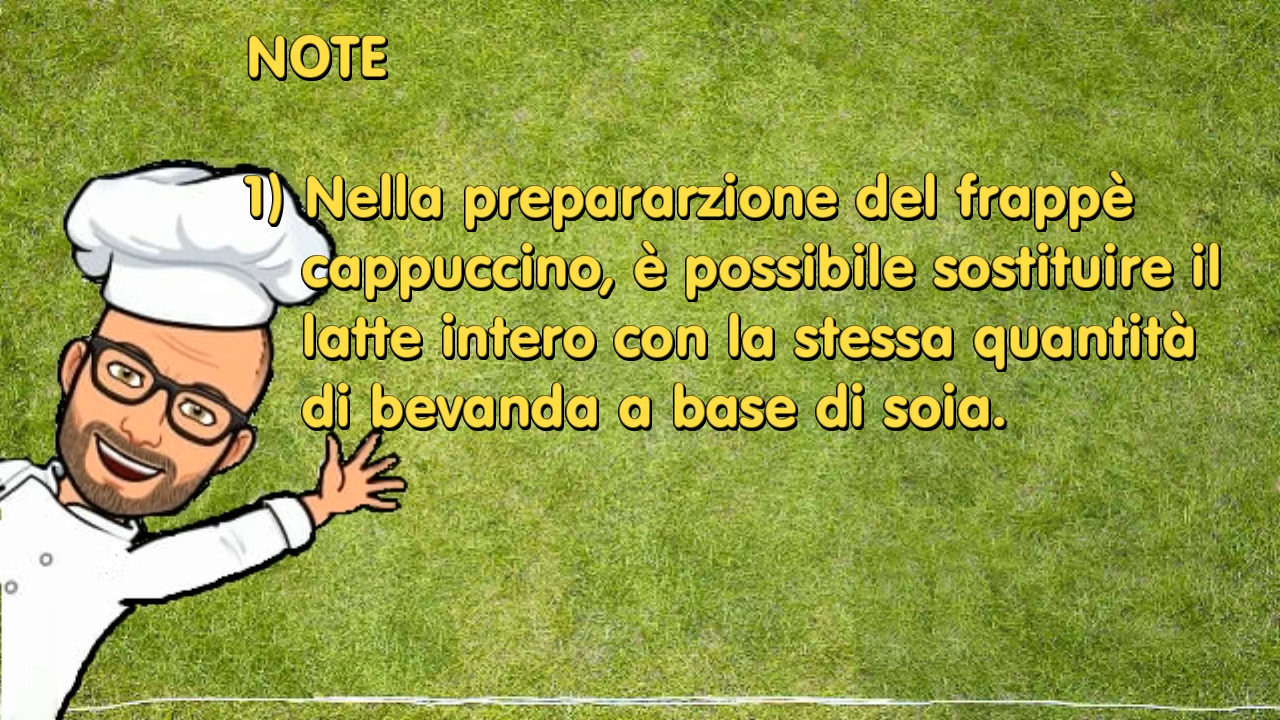 NOTE
1) Nella prepararzione del frappè
cappuccino, è possibile sostituire il
latte intero con la stessa quantità
di bevanda a base di soia.